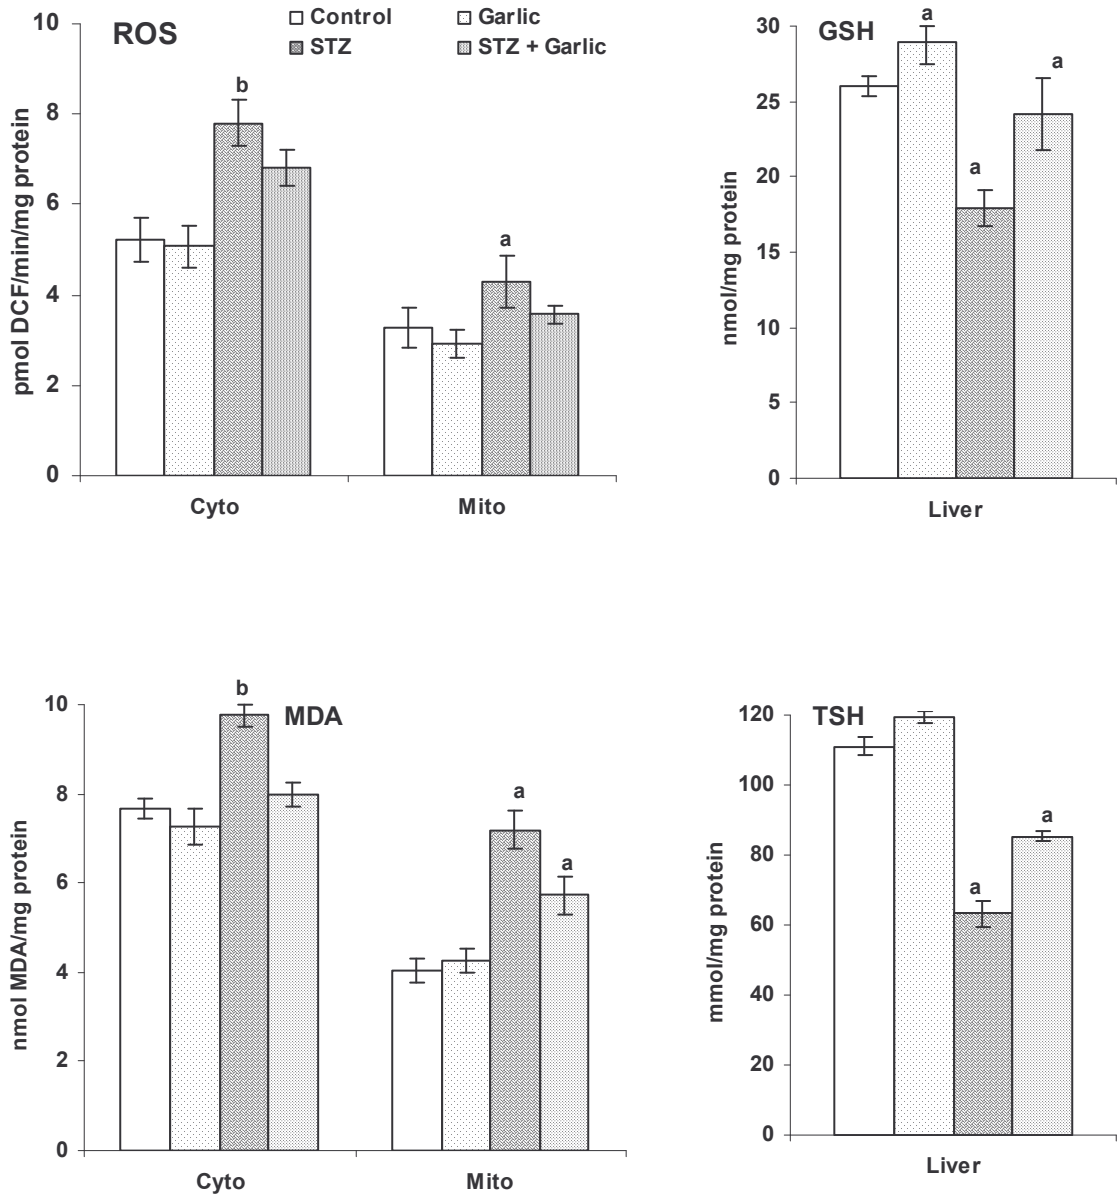 ROS
Control
Garlic
STZ
STZ + Garlic
pmol DCF/min/mg protein
10
8
6
4
2
0
b
a
Cyto
Mito
GSH
nmol/mg protein
30
25
20
15
10
5
0
a
a
a
Liver
MDA
nmol MDA/mg protein
10
8
6
4
2
0
b
a
a
Cyto
Mito
TSH
mmol/mg protein
120
100
80
60
40
20
0
a
a
Liver